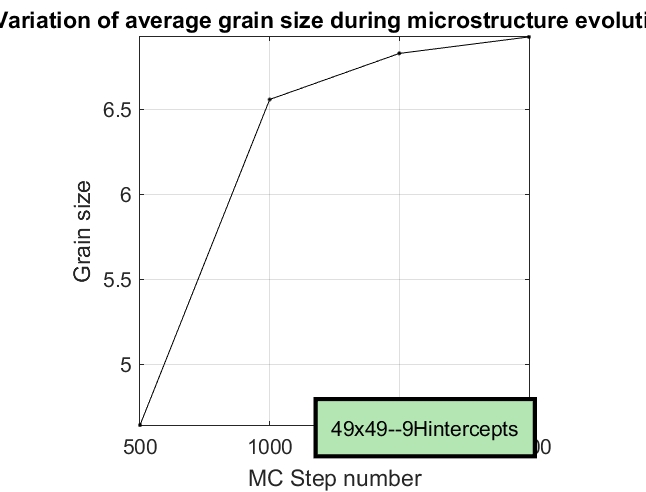 Variation of average grain size during microstructure evoluti
6.5
6
5.5
5
Grain size
500
1000
00
49x49--9Hintercepts
MC Step number